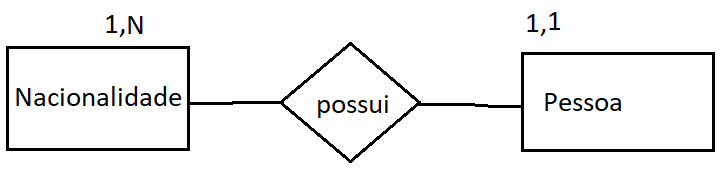 1,N
1,1
Nacionalidade
possui
Pessoa